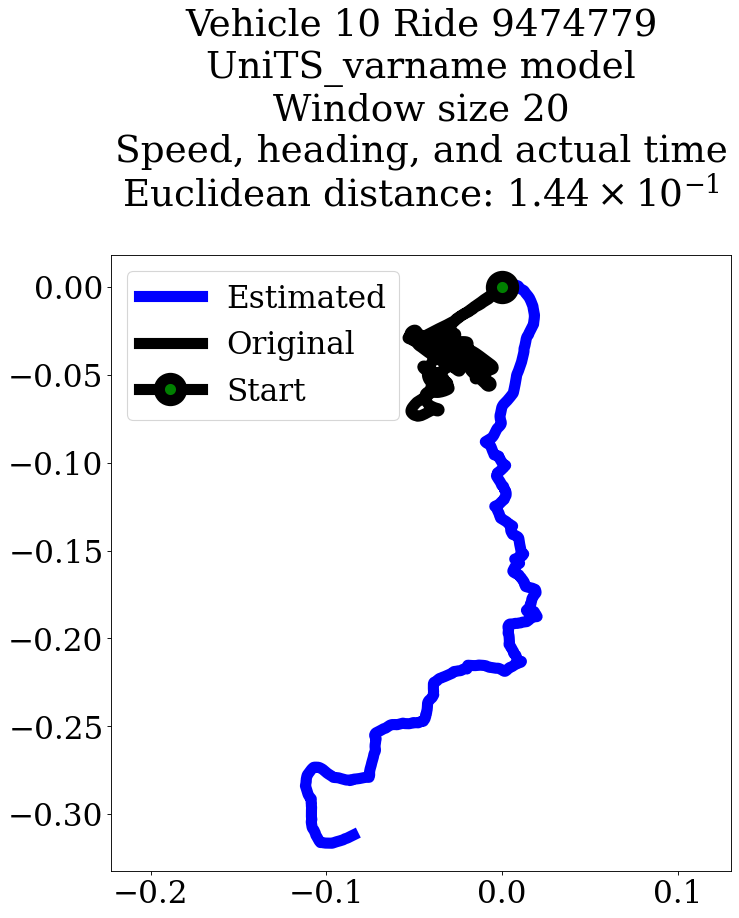 Vehicle 10 Ride 9474779
UniTS_varname model
Window size 20
Speed, heading, and actual time
Euclidean distance: 1.44 × 10⁻¹
Estimated
Original
Start
0.00
−0.05
−0.10
−0.15
−0.20
−0.25
−0.30
−0.2 −0.1 0.0 0.1